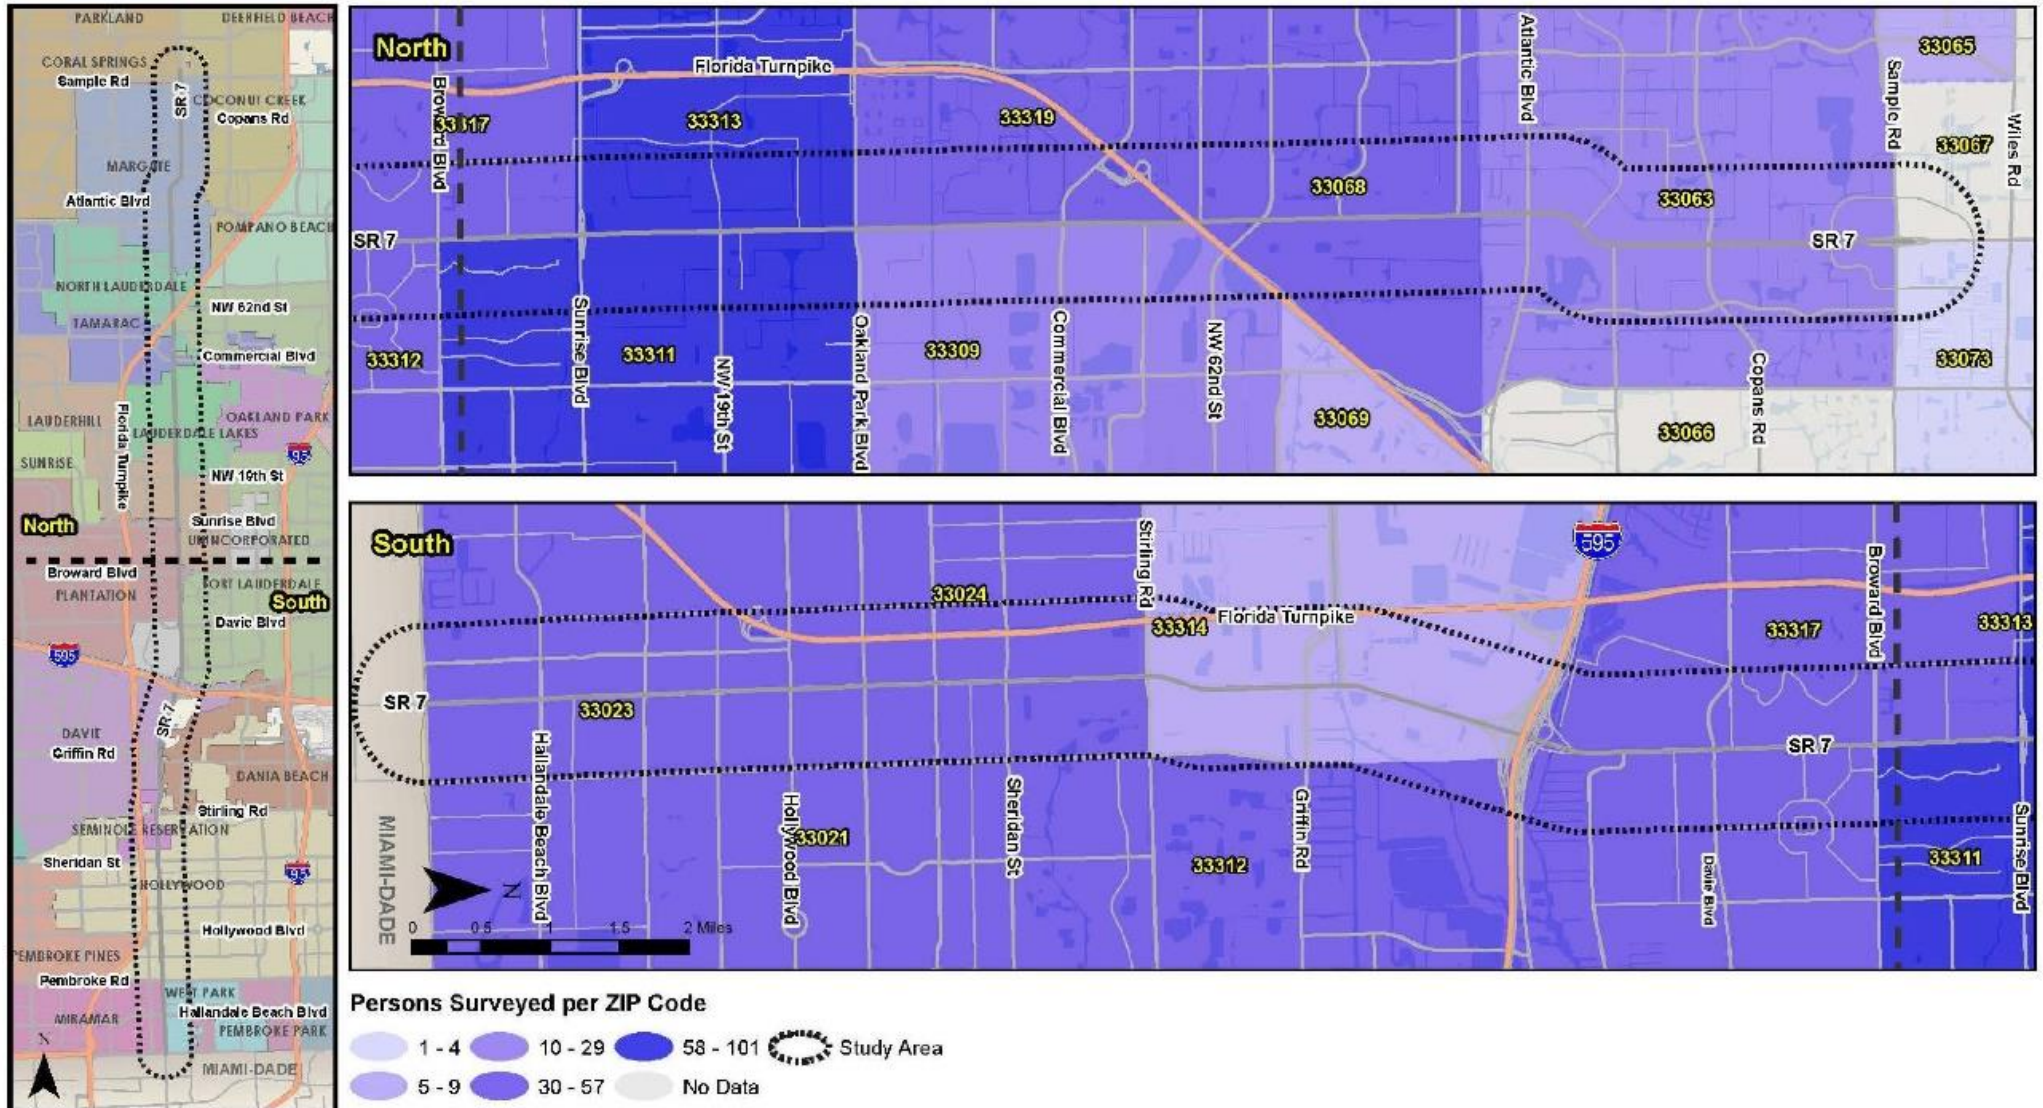 PARKLAND
DEERFIELD BEACH
CORAL SPRINGS
Sample Rd
SR 7
COCONUT CREEK
Copans Rd
MARGATE
Atlantic Blvd
POMPANO BEACH
NORTH LAUDERDALE
NW 62nd St
TAMARAC
Commercial Blvd
LAUDERHILL
OAKLAND PARK
LAUDERDALE LAKES
Florida Turnpike
95
SUNRISE
NW 19th St
North
Sunrise Blvd
UNINCORPORATED
Broward Blvd
FORT LAUDERDALE
PLANTATION
South
Davie Blvd
595
SR 7
DAVIE
Griffin Rd
DANIA BEACH
Stirling Rd
SEMINOLE RESERVATION
Sheridan St
95
HOLLYWOOD
Hollywood Blvd
PEMBROKE PINES
Pembroke Rd
WEST PARK
Hallandale Beach Blvd
MIRAMAR
PEMBROKE PARK
N
MIAMI-DADE
North
Florida Turnpike
Atlantic Blvd
33065
Broward Blvd
33317
33313
33319
Sample Rd
Wiles Rd
33067
33068
33063
SR 7
SR 7
Sunrise Blvd
33312
33311
NW 19th St
Oakland Park Blvd
33309
Commercial Blvd
NW 62nd St
33069
Copans Rd
33066
33073
South
Stirling Rd
595
Broward Blvd
33024
33314
Florida Turnpike
33317
33313
SR 7
33023
SR 7
Hallandale Beach Blvd
Hollywood Blvd
33021
Sheridan St
33312
Griffin Rd
Davie Blvd
33311
Sunrise Blvd
MIAMI-DADE
N
0 0.5 1 1.5 2 Miles
Persons Surveyed per ZIP Code
1 - 4 10 - 29 58 - 101 Study Area
5 - 9 30 - 57 No Data